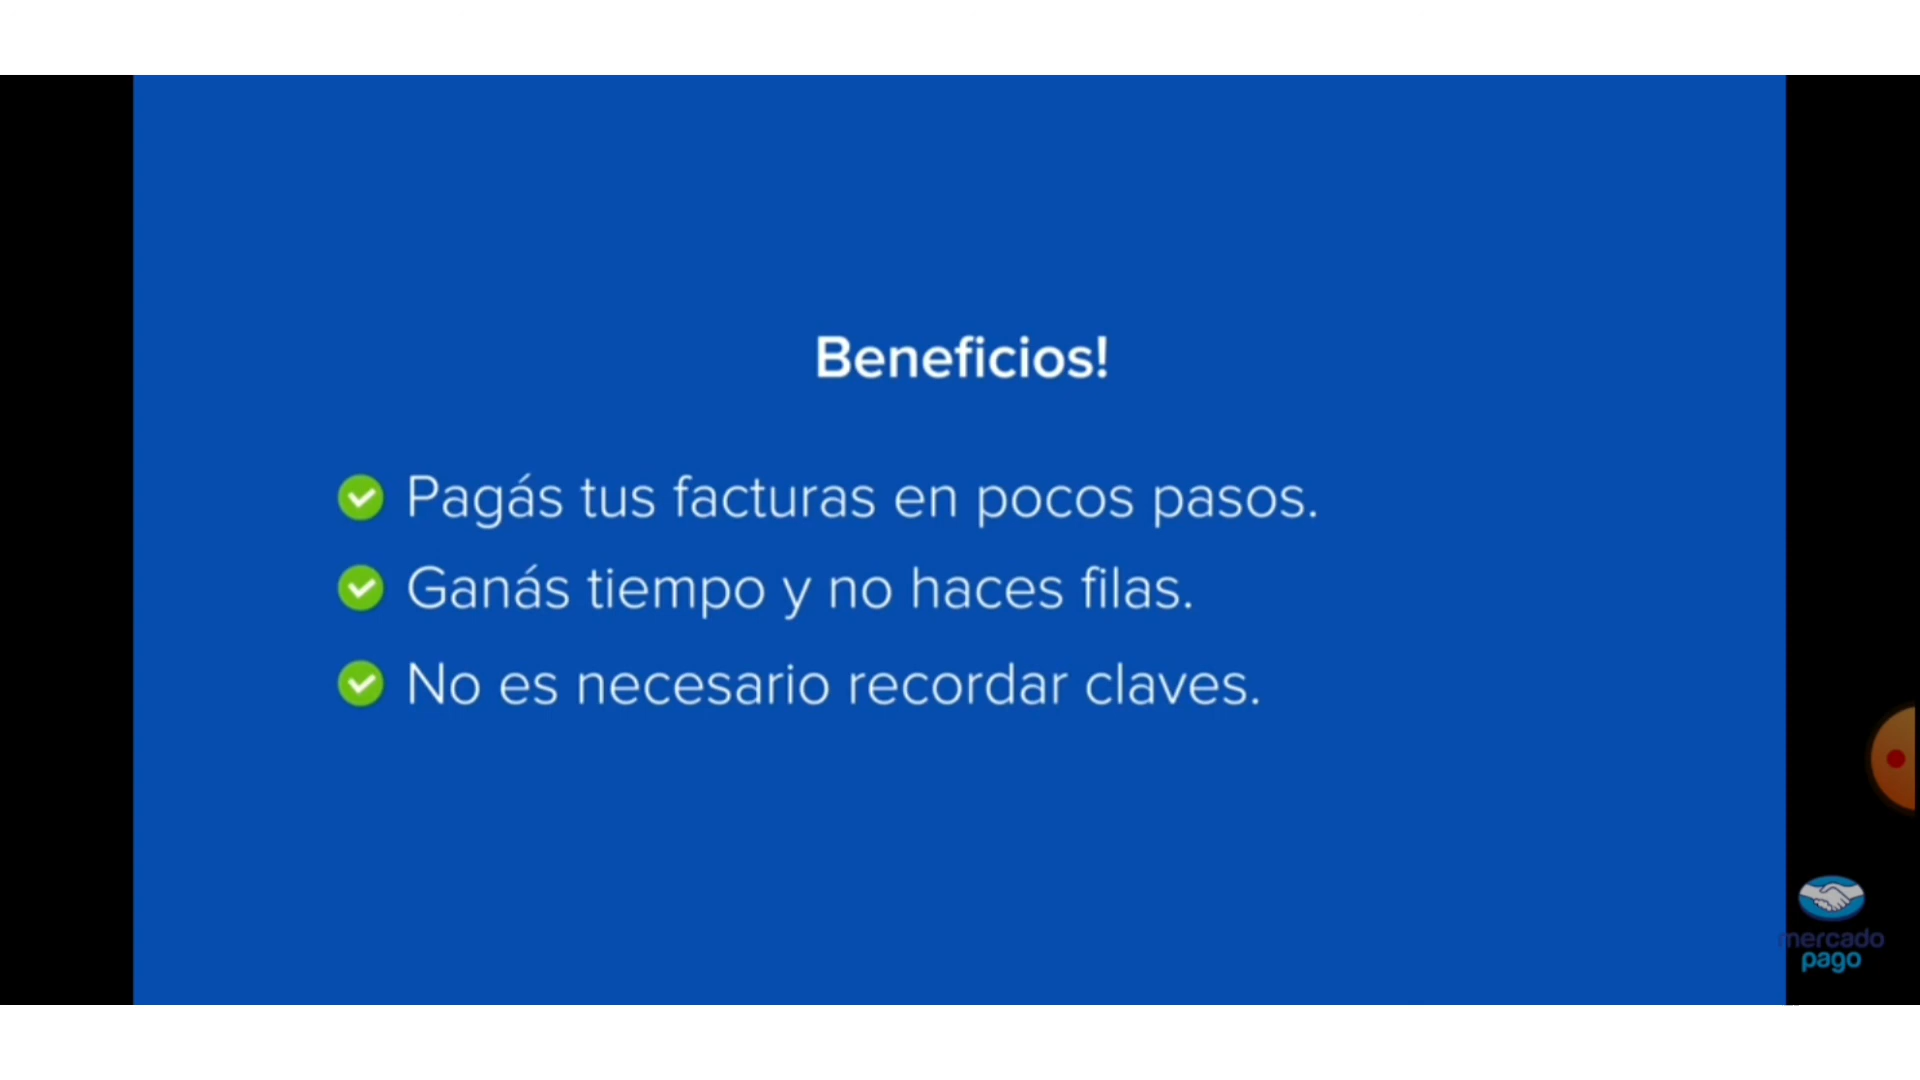 Beneficios!
Pagás tus facturas en pocos pasos.
Ganás tiempo y no haces filas.
No es necesario recordar claves.
mercado
pago